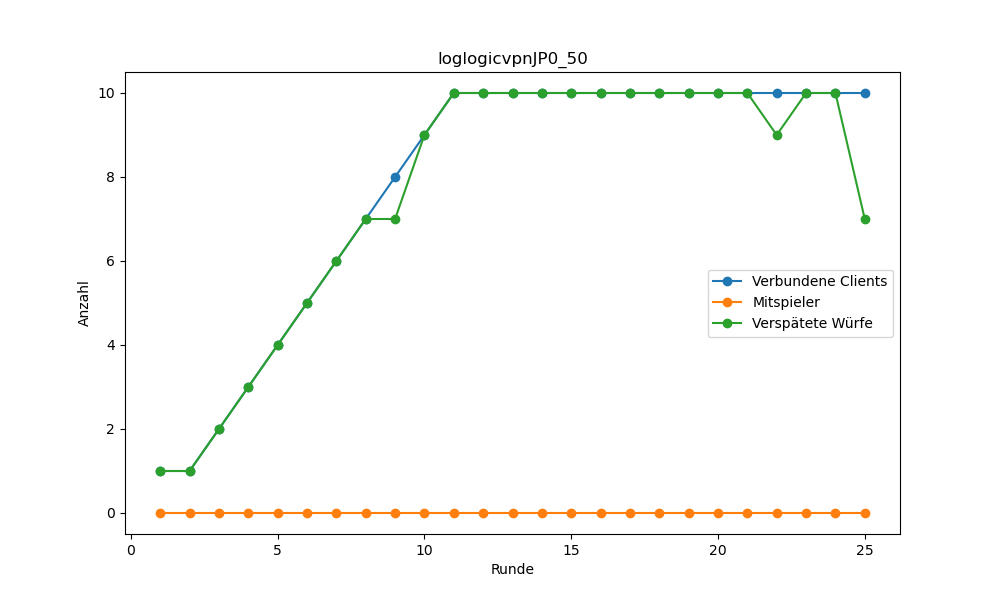 loglogicvpnJP0_50
Anzahl
10
8
6
4
2
0
Verbundene Clients
Mitspieler
Verspätete Würfe
0 5 10 15 20 25
Runde